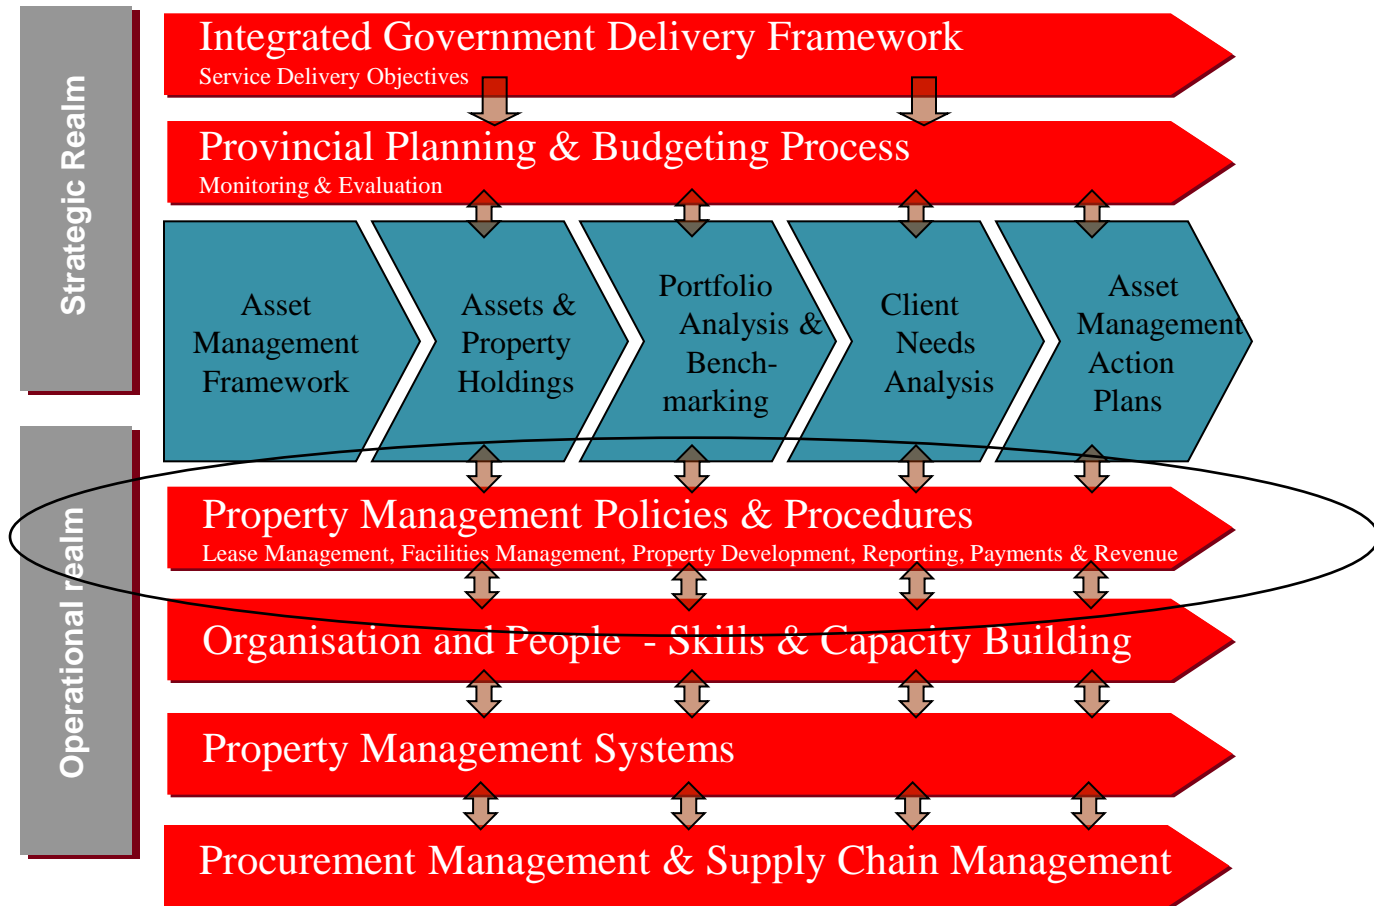 Strategic Realm
Integrated Government Delivery Framework
Service Delivery Objectives
Provincial Planning & Budgeting Process
Monitoring & Evaluation
Asset
Management
Framework
Assets &
Property
Holdings
Portfolio
Analysis &
Bench-
marking
Client
Needs
Analysis
Asset
Management
Action
Plans
Operational realm
Property Management Policies & Procedures
Lease Management, Facilities Management, Property Development, Reporting, Payments & Revenue
Organisation and People - Skills & Capacity Building
Property Management Systems
Procurement Management & Supply Chain Management